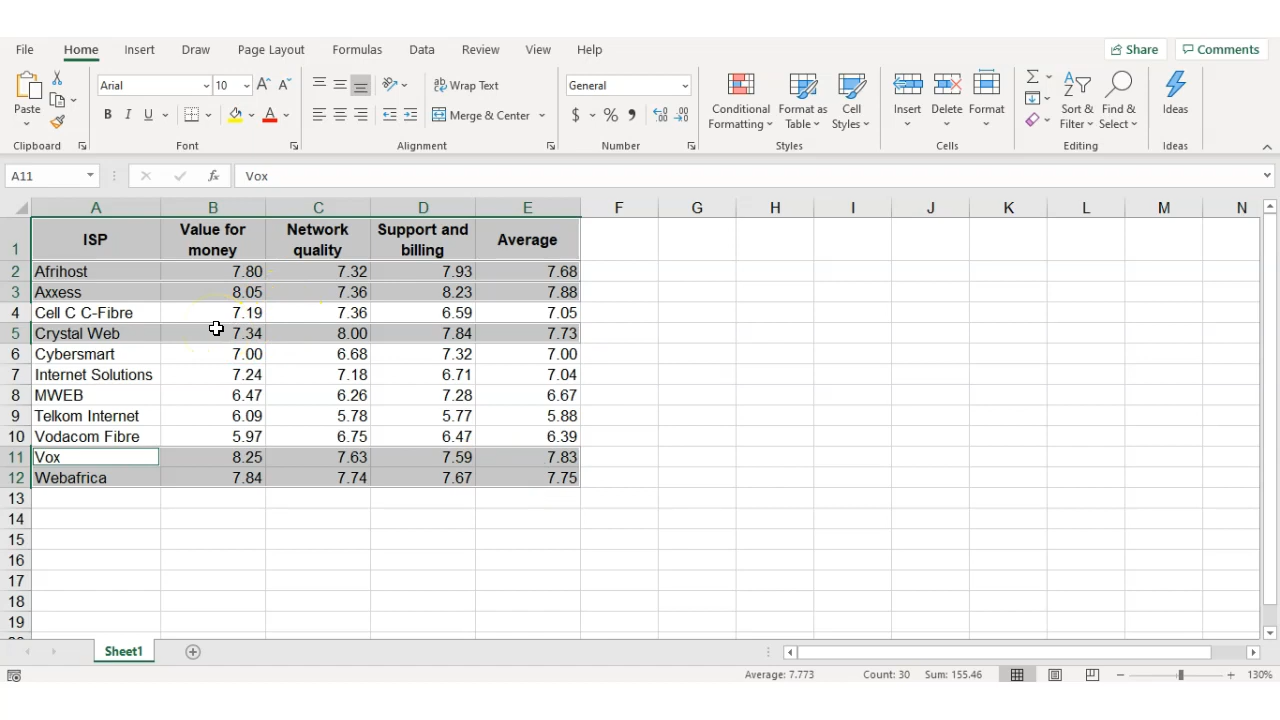 File Home Insert Draw Page Layout Formulas Data Review View Help Share Comments
Arial 10 A A ab Wrap Text General
Paste B I U A Merge & Center $ % , Conditional Formatting Format as Table Cell Styles Insert Delete Format Sort & Filter Find & Select Ideas
Clipboard Font Alignment Number Styles Cells Editing Ideas
A11 fx Vox
A B C D E F G H I J K L M N
1 ISP Value for money Network quality Support and billing Average
2 Afrihost 7.80 7.32 7.93 7.68
3 Axxess 8.05 7.36 8.23 7.88
4 Cell C C-Fibre 7.19 7.36 6.59 7.05
5 Crystal Web 7.34 8.00 7.84 7.73
6 Cybersmart 7.00 6.68 7.32 7.00
7 Internet Solutions 7.24 7.18 6.71 7.04
8 MWEB 6.47 6.26 7.28 6.67
9 Telkom Internet 6.09 5.78 5.77 5.88
10 Vodacom Fibre 5.97 6.75 6.47 6.39
11 Vox 8.25 7.63 7.59 7.83
12 Webafrica 7.84 7.74 7.67 7.75
13
14
15
16
17
18
19
Sheet1
Average: 7.773 Count: 30 Sum: 155.46 130%